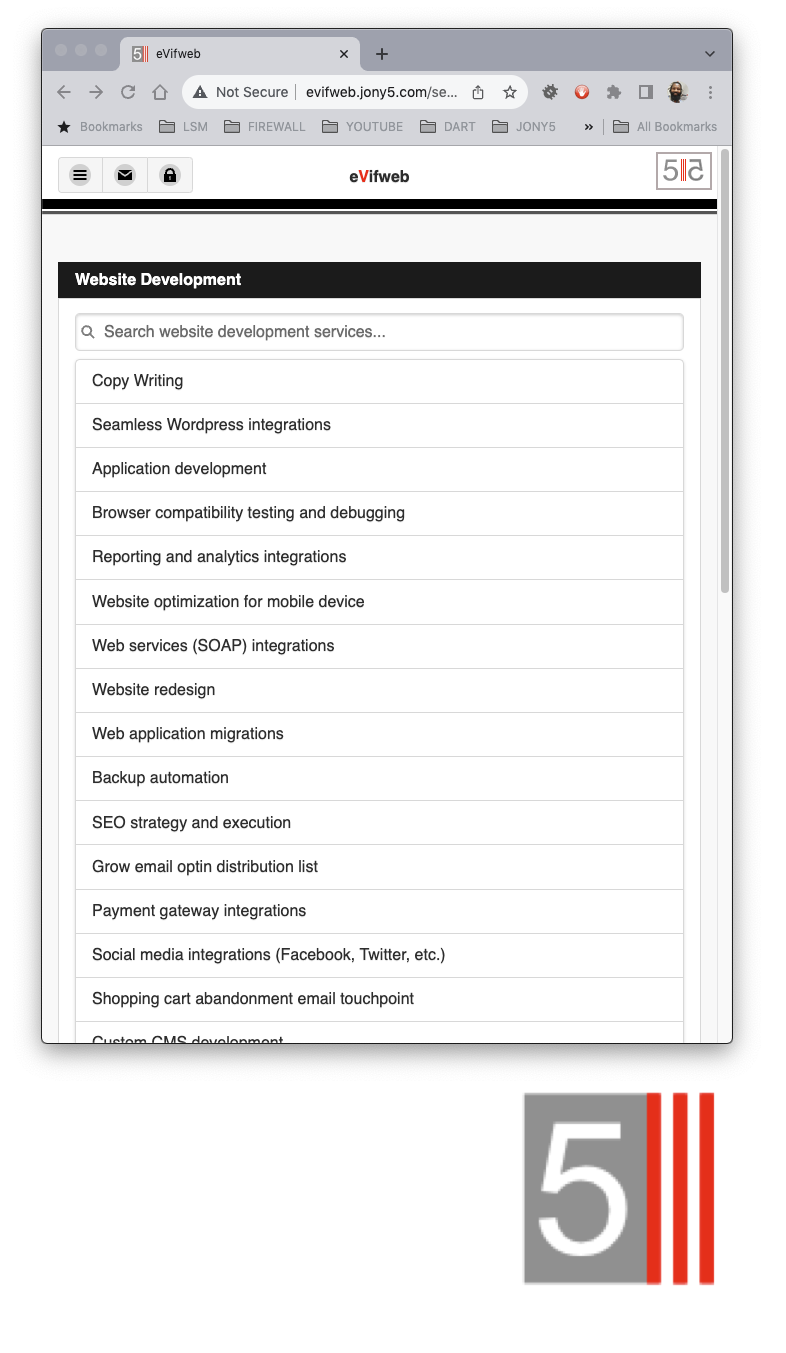 5 eVifweb
Not Secure evifweb.jony5.com/se...
Bookmarks LSM FIREWALL YOUTUBE DART JONY5 » All Bookmarks
eVifweb
5
Website Development
Search website development services...
Copy Writing
Seamless Wordpress integrations
Application development
Browser compatibility testing and debugging
Reporting and analytics integrations
Website optimization for mobile device
Web services (SOAP) integrations
Website redesign
Web application migrations
Backup automation
SEO strategy and execution
Grow email optin distribution list
Payment gateway integrations
Social media integrations (Facebook, Twitter, etc.)
Shopping cart abandonment email touchpoint
Custom CMS development
5